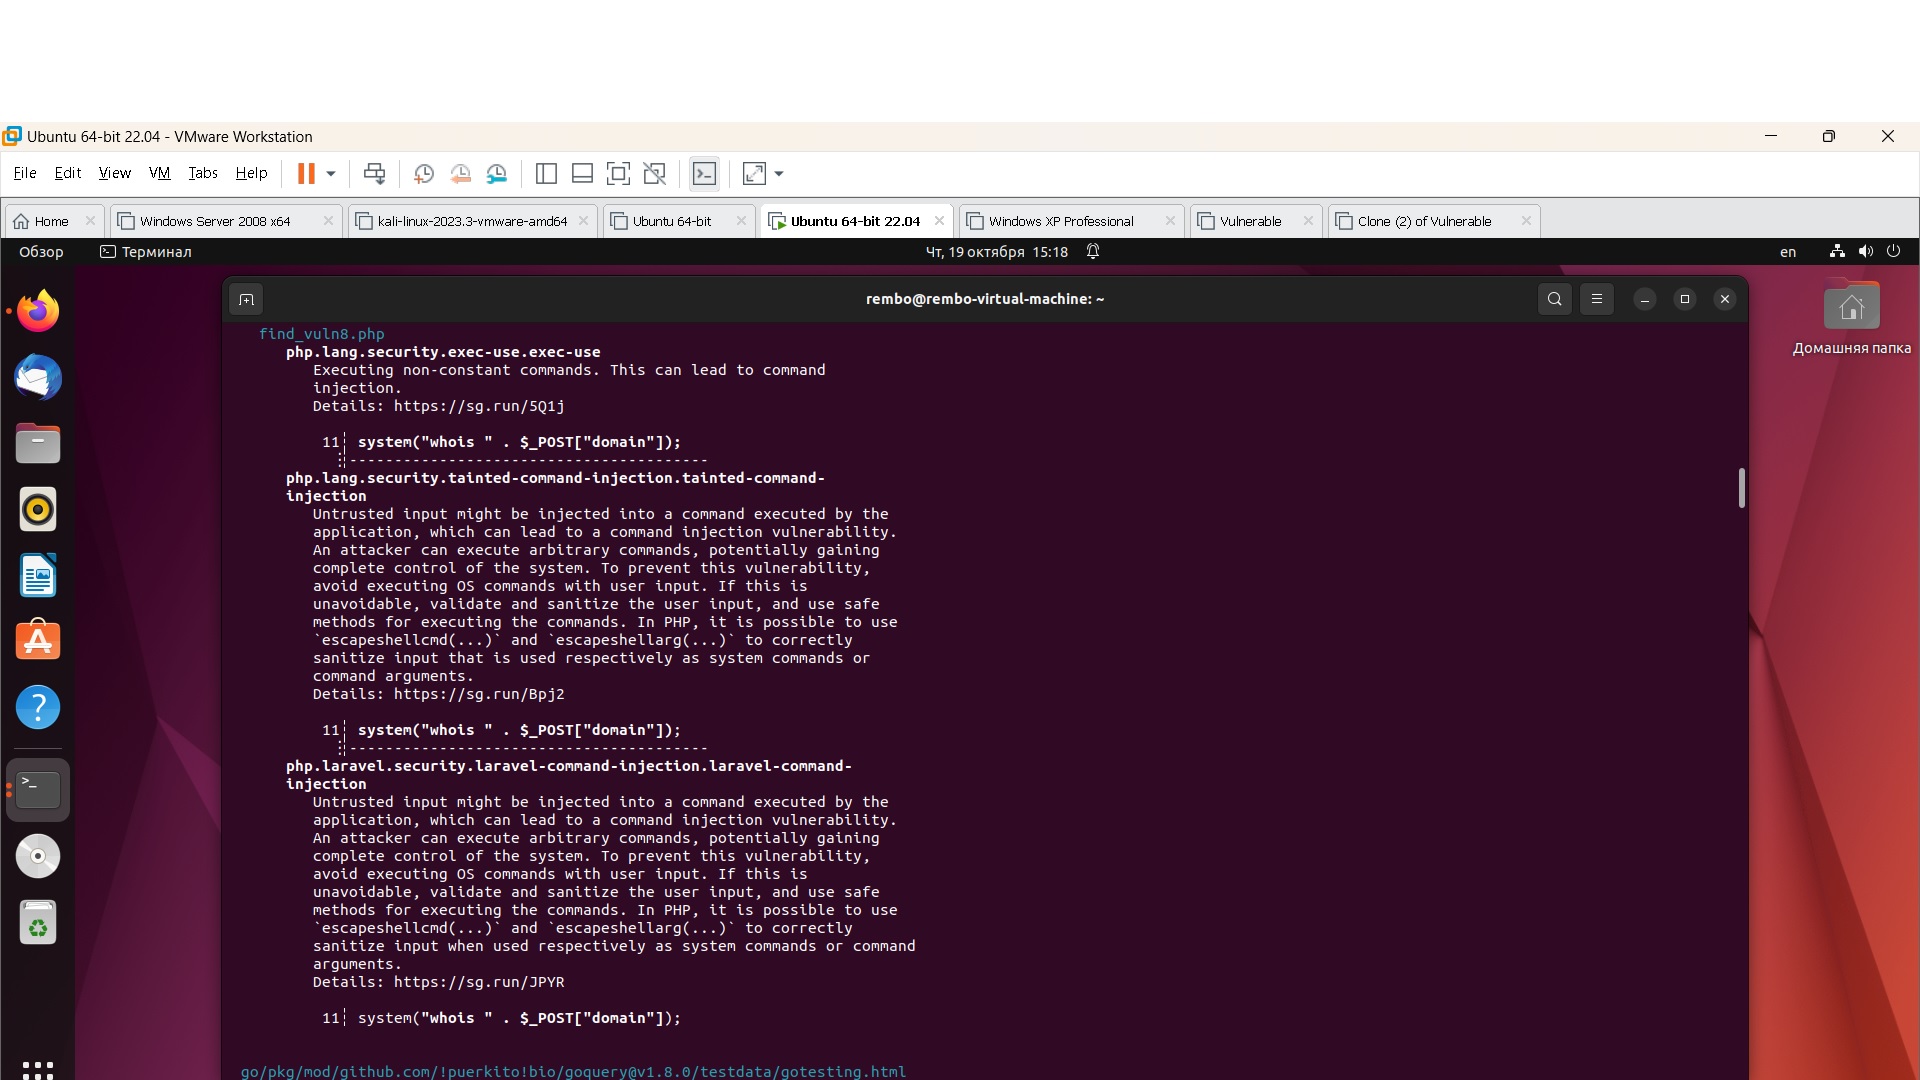 Ubuntu 64-bit 22.04 - VMware Workstation
File Edit View VM Tabs Help
Home Windows Server 2008 x64 kali-linux-2023.3-vmware-amd64 Ubuntu 64-bit Ubuntu 64-bit 22.04 Windows XP Professional Vulnerable Clone (2) of Vulnerable
Обзор Терминал Чт, 19 октября 15:18 en
rembo@rembo-virtual-machine: ~
Домашняя папка
find_vuln8.php
php.lang.security.exec-use.exec-use
Executing non-constant commands. This can lead to command
injection.
Details: https://sg.run/5Q1j
11┆ system("whois " . $_POST["domain"]);
⋮┆----------------------------------------
php.lang.security.tainted-command-injection.tainted-command-
injection
Untrusted input might be injected into a command executed by the
application, which can lead to a command injection vulnerability.
An attacker can execute arbitrary commands, potentially gaining
complete control of the system. To prevent this vulnerability,
avoid executing OS commands with user input. If this is
unavoidable, validate and sanitize the user input, and use safe
methods for executing the commands. In PHP, it is possible to use
`escapeshellcmd(...)` and `escapeshellarg(...)` to correctly
sanitize input that is used respectively as system commands or
command arguments.
Details: https://sg.run/Bpj2
11┆ system("whois " . $_POST["domain"]);
⋮┆----------------------------------------
php.laravel.security.laravel-command-injection.laravel-command-
injection
Untrusted input might be injected into a command executed by the
application, which can lead to a command injection vulnerability.
An attacker can execute arbitrary commands, potentially gaining
complete control of the system. To prevent this vulnerability,
avoid executing OS commands with user input. If this is
unavoidable, validate and sanitize the user input, and use safe
methods for executing the commands. In PHP, it is possible to use
`escapeshellcmd(...)` and `escapeshellarg(...)` to correctly
sanitize input when used respectively as system commands or command
arguments.
Details: https://sg.run/JPYR
11┆ system("whois " . $_POST["domain"]);
go/pkg/mod/github.com/!puerkito!bio/goquery@v1.8.0/testdata/gotesting.html